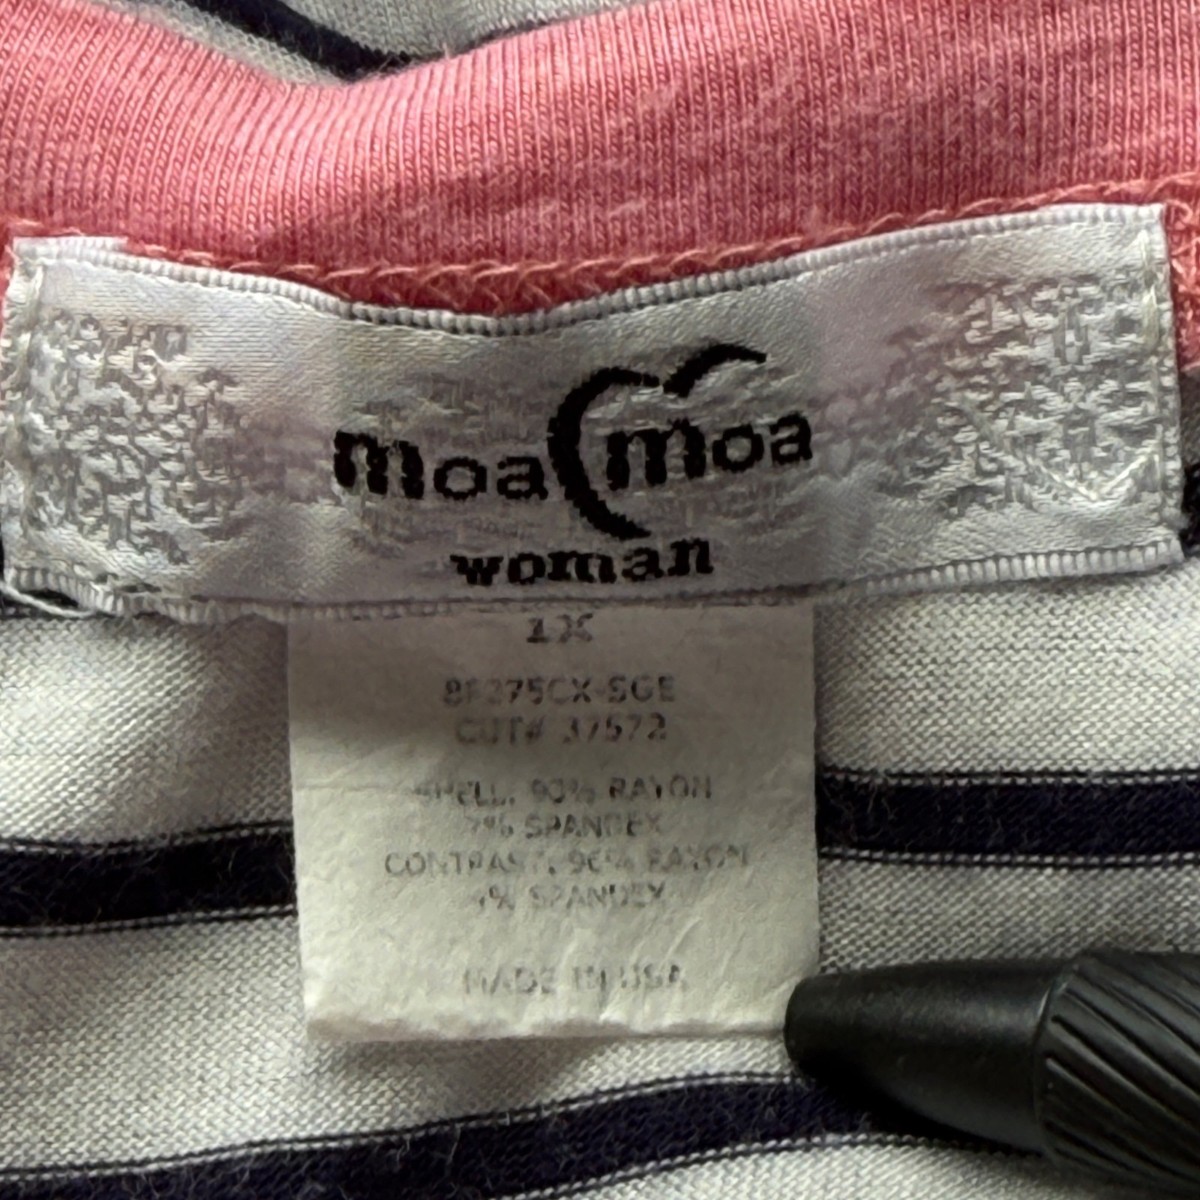 moa moa
woman
1X
8F275CX-SGE
CUT# 37572
SHELL. 93% RAYON
7% SPANDEX
CONTRAST. 96% RAYON
4% SPANDEX
MADE IN USA